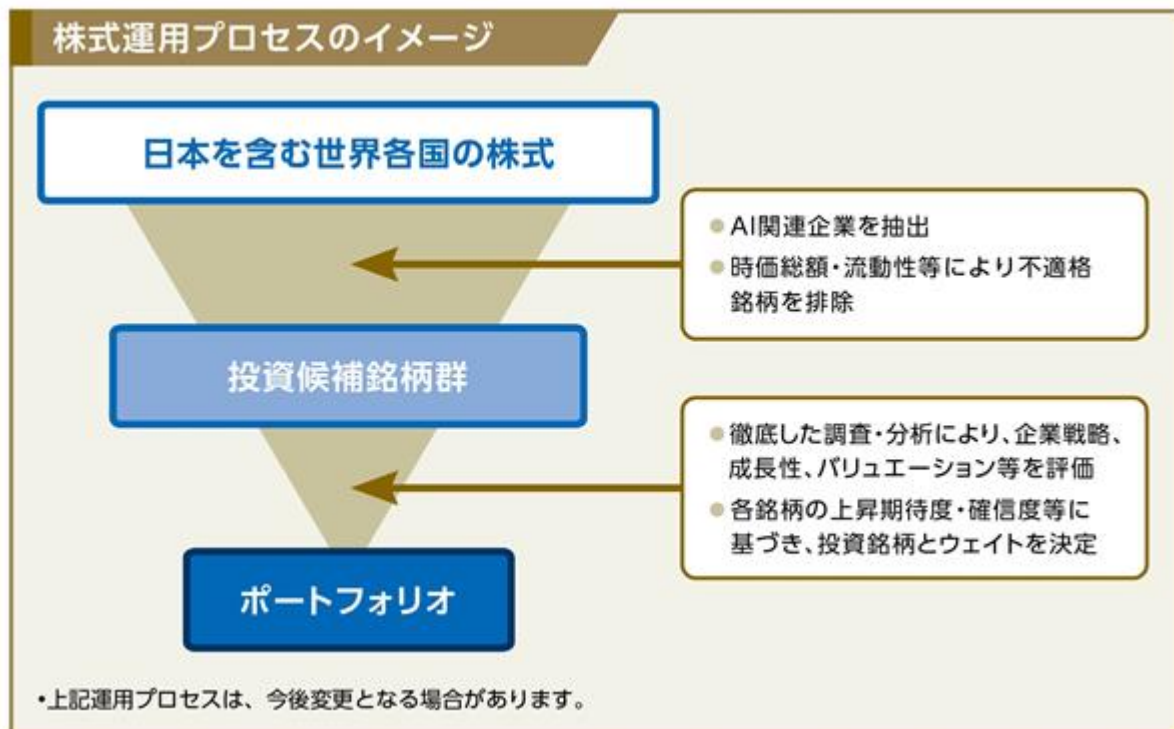 株式運用プロセスのイメージ
日本を含む世界各国の株式
●AI関連企業を抽出
●時価総額・流動性等により不適格
銘柄を排除
投資候補銘柄群
●徹底した調査・分析により、企業戦略、
成長性、バリュエーション等を評価
●各銘柄の上昇期待度・確信度等に
基づき、投資銘柄とウェイトを決定
ポートフォリオ
•上記運用プロセスは、今後変更となる場合があります。